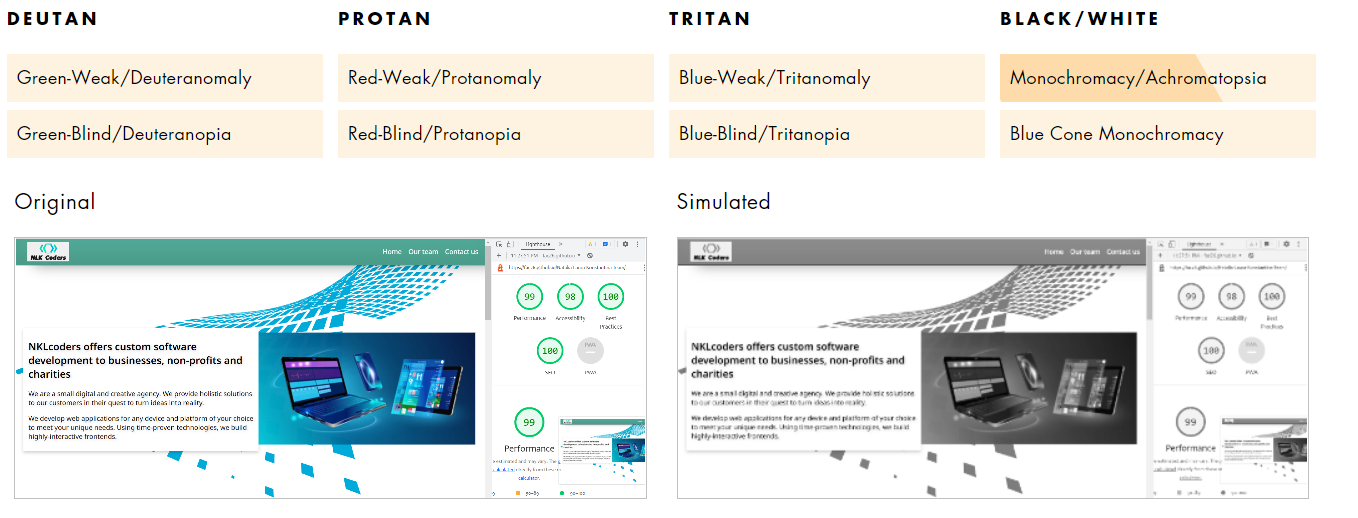 DEUTAN PROTAN TRITAN BLACK/WHITE
Green-Weak/Deuteranomaly Red-Weak/Protanomaly Blue-Weak/Tritanomaly Monochromacy/Achromatopsia
Green-Blind/Deuteranopia Red-Blind/Protanopia Blue-Blind/Tritanopia Blue Cone Monochromacy
Original
NLK Coders
Home Our team Contact us
Lighthouse
99 98 100
Performance Accessibility Best
Practices
100 PWA
SEO PWA
NKLcoders offers custom software
development to businesses, non-profits and
charities
We are a small digital and creative agency. We provide holistic solutions
to our customers in their quest to turn ideas into reality.
We develop web applications for any device and platform of your choice
to meet your unique needs. Using time-proven technologies, we build
highly-interactive frontends.
99
Performance
calculator.
Simulated
NLK Coders
Home Our team Contact us
99 98 100
Performance Accessibility Best
Practices
100 PWA
SEO PWA
NKLcoders offers custom software
development to businesses, non-profits and
charities
We are a small digital and creative agency. We provide holistic solutions
to our customers in their quest to turn ideas into reality.
We develop web applications for any device and platform of your choice
to meet your unique needs. Using time-proven technologies, we build
highly-interactive frontends.
99
Performance